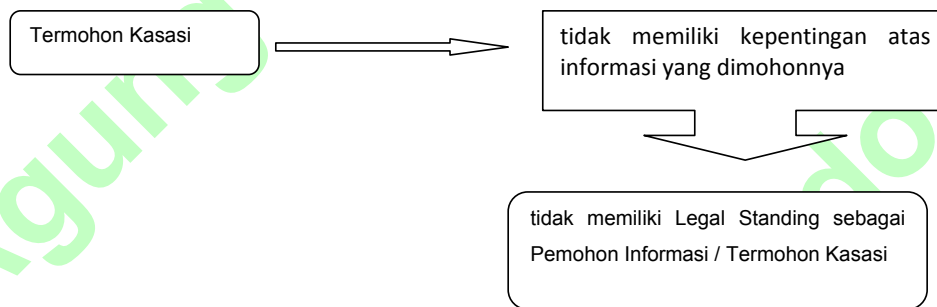 Termohon Kasasi
tidak memiliki kepentingan atas
informasi yang dimohonnya
tidak memiliki Legal Standing sebagai
Pemohon Informasi / Termohon Kasasi